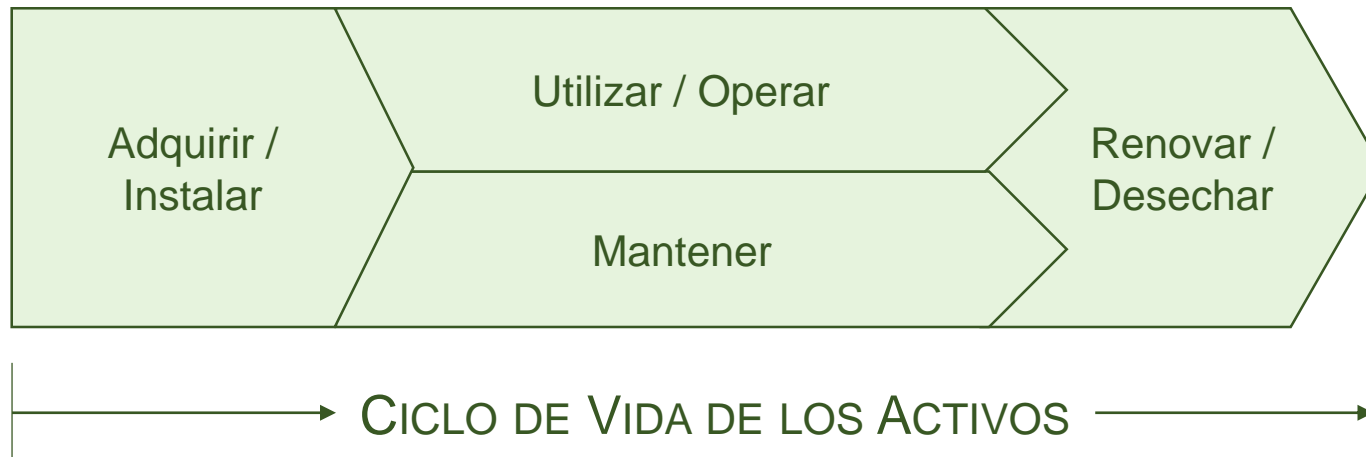 Adquirir /
Instalar
Utilizar / Operar
Mantener
Renovar /
Desechar
CICLO DE VIDA DE LOS ACTIVOS